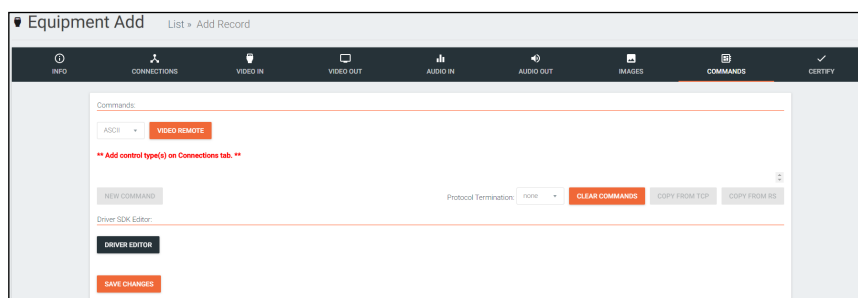 Equipment Add List » Add Record
INFO CONNECTIONS VIDEO IN VIDEO OUT AUDIO IN AUDIO OUT IMAGES COMMANDS CERTIFY
Commands:
ASCII VIDEO REMOTE
** Add control type(s) on Connections tab. **
NEW COMMAND Protocol Termination: none CLEAR COMMANDS COPY FROM TCP COPY FROM RS
Driver SDK Editor:
DRIVER EDITOR
SAVE CHANGES